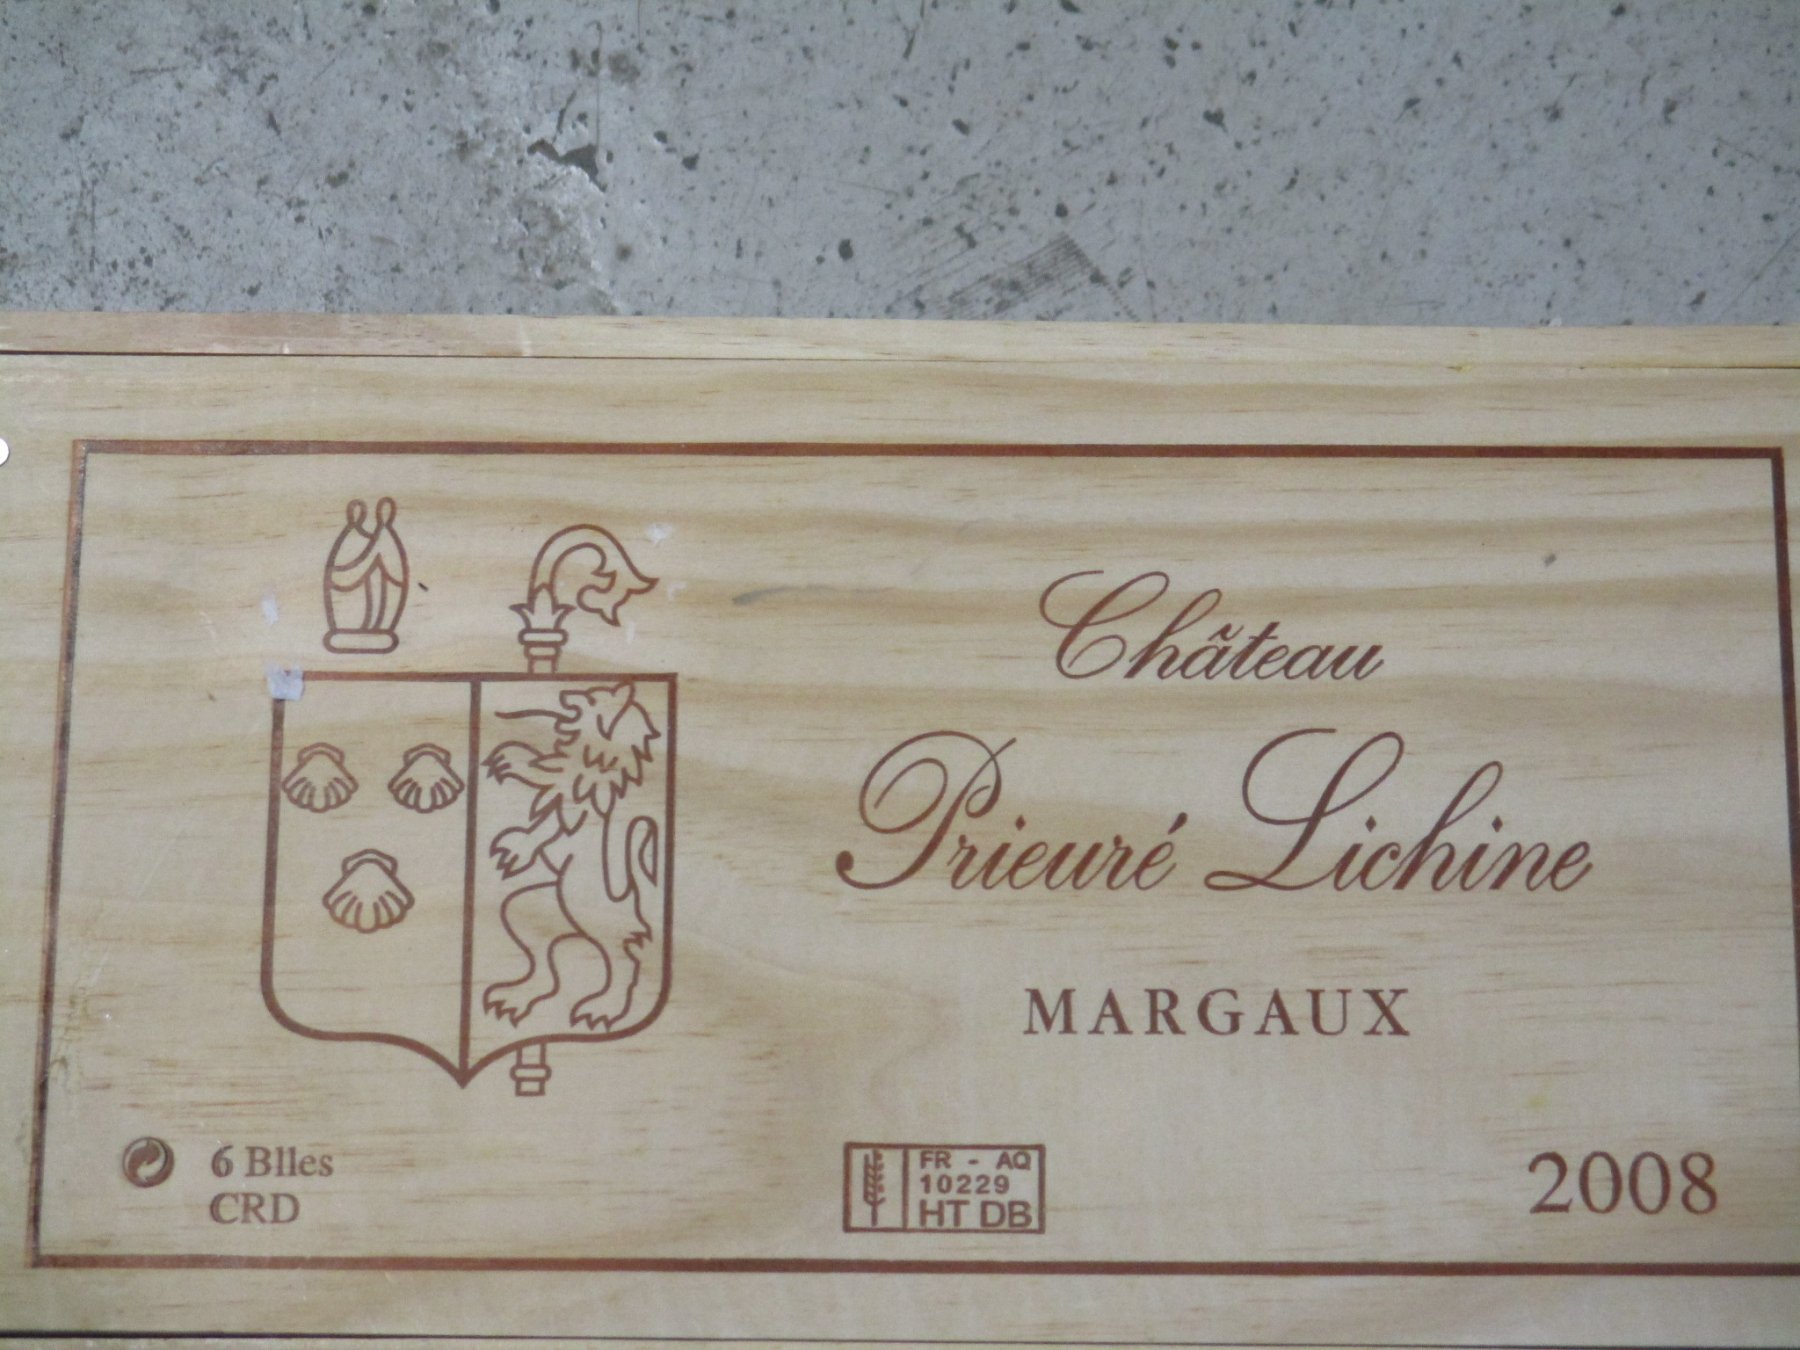 Château
Prieuré Lichine
MARGAUX
6 Blles
CRD
FR - AQ
10229
HT DB
2008